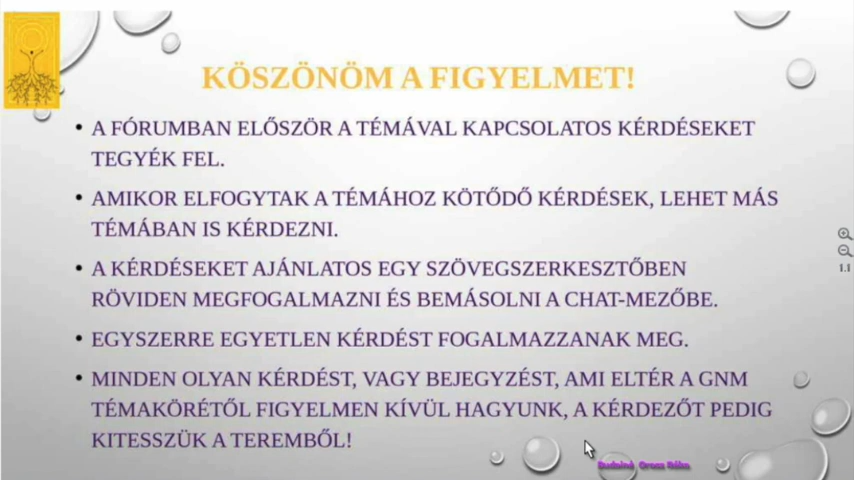 KÖSZÖNÖM A FIGYELMET!
• A FÓRUMBAN ELŐSZÖR A TÉMÁVAL KAPCSOLATOS KÉRDÉSEKET
TEGYÉK FEL.
• AMIKOR ELFOGYTAK A TÉMÁHOZ KÖTŐDŐ KÉRDÉSEK, LEHET MÁS
TÉMÁBAN IS KÉRDEZNI.
• A KÉRDÉSEKET AJÁNLATOS EGY SZÖVEGSZERKESZTŐBEN
RÖVIDEN MEGFOGALMAZNI ÉS BEMÁSOLNI A CHAT-MEZŐBE.
• EGYSZERRE EGYETLEN KÉRDÉST FOGALMAZZANAK MEG.
• MINDEN OLYAN KÉRDÉST, VAGY BEJEGYZÉST, AMI ELTÉR A GNM
TÉMAKÖRÉTŐL FIGYELMEN KÍVÜL HAGYUNK, A KÉRDEZŐT PEDIG
KITESSZÜK A TEREMBŐL!
1:1